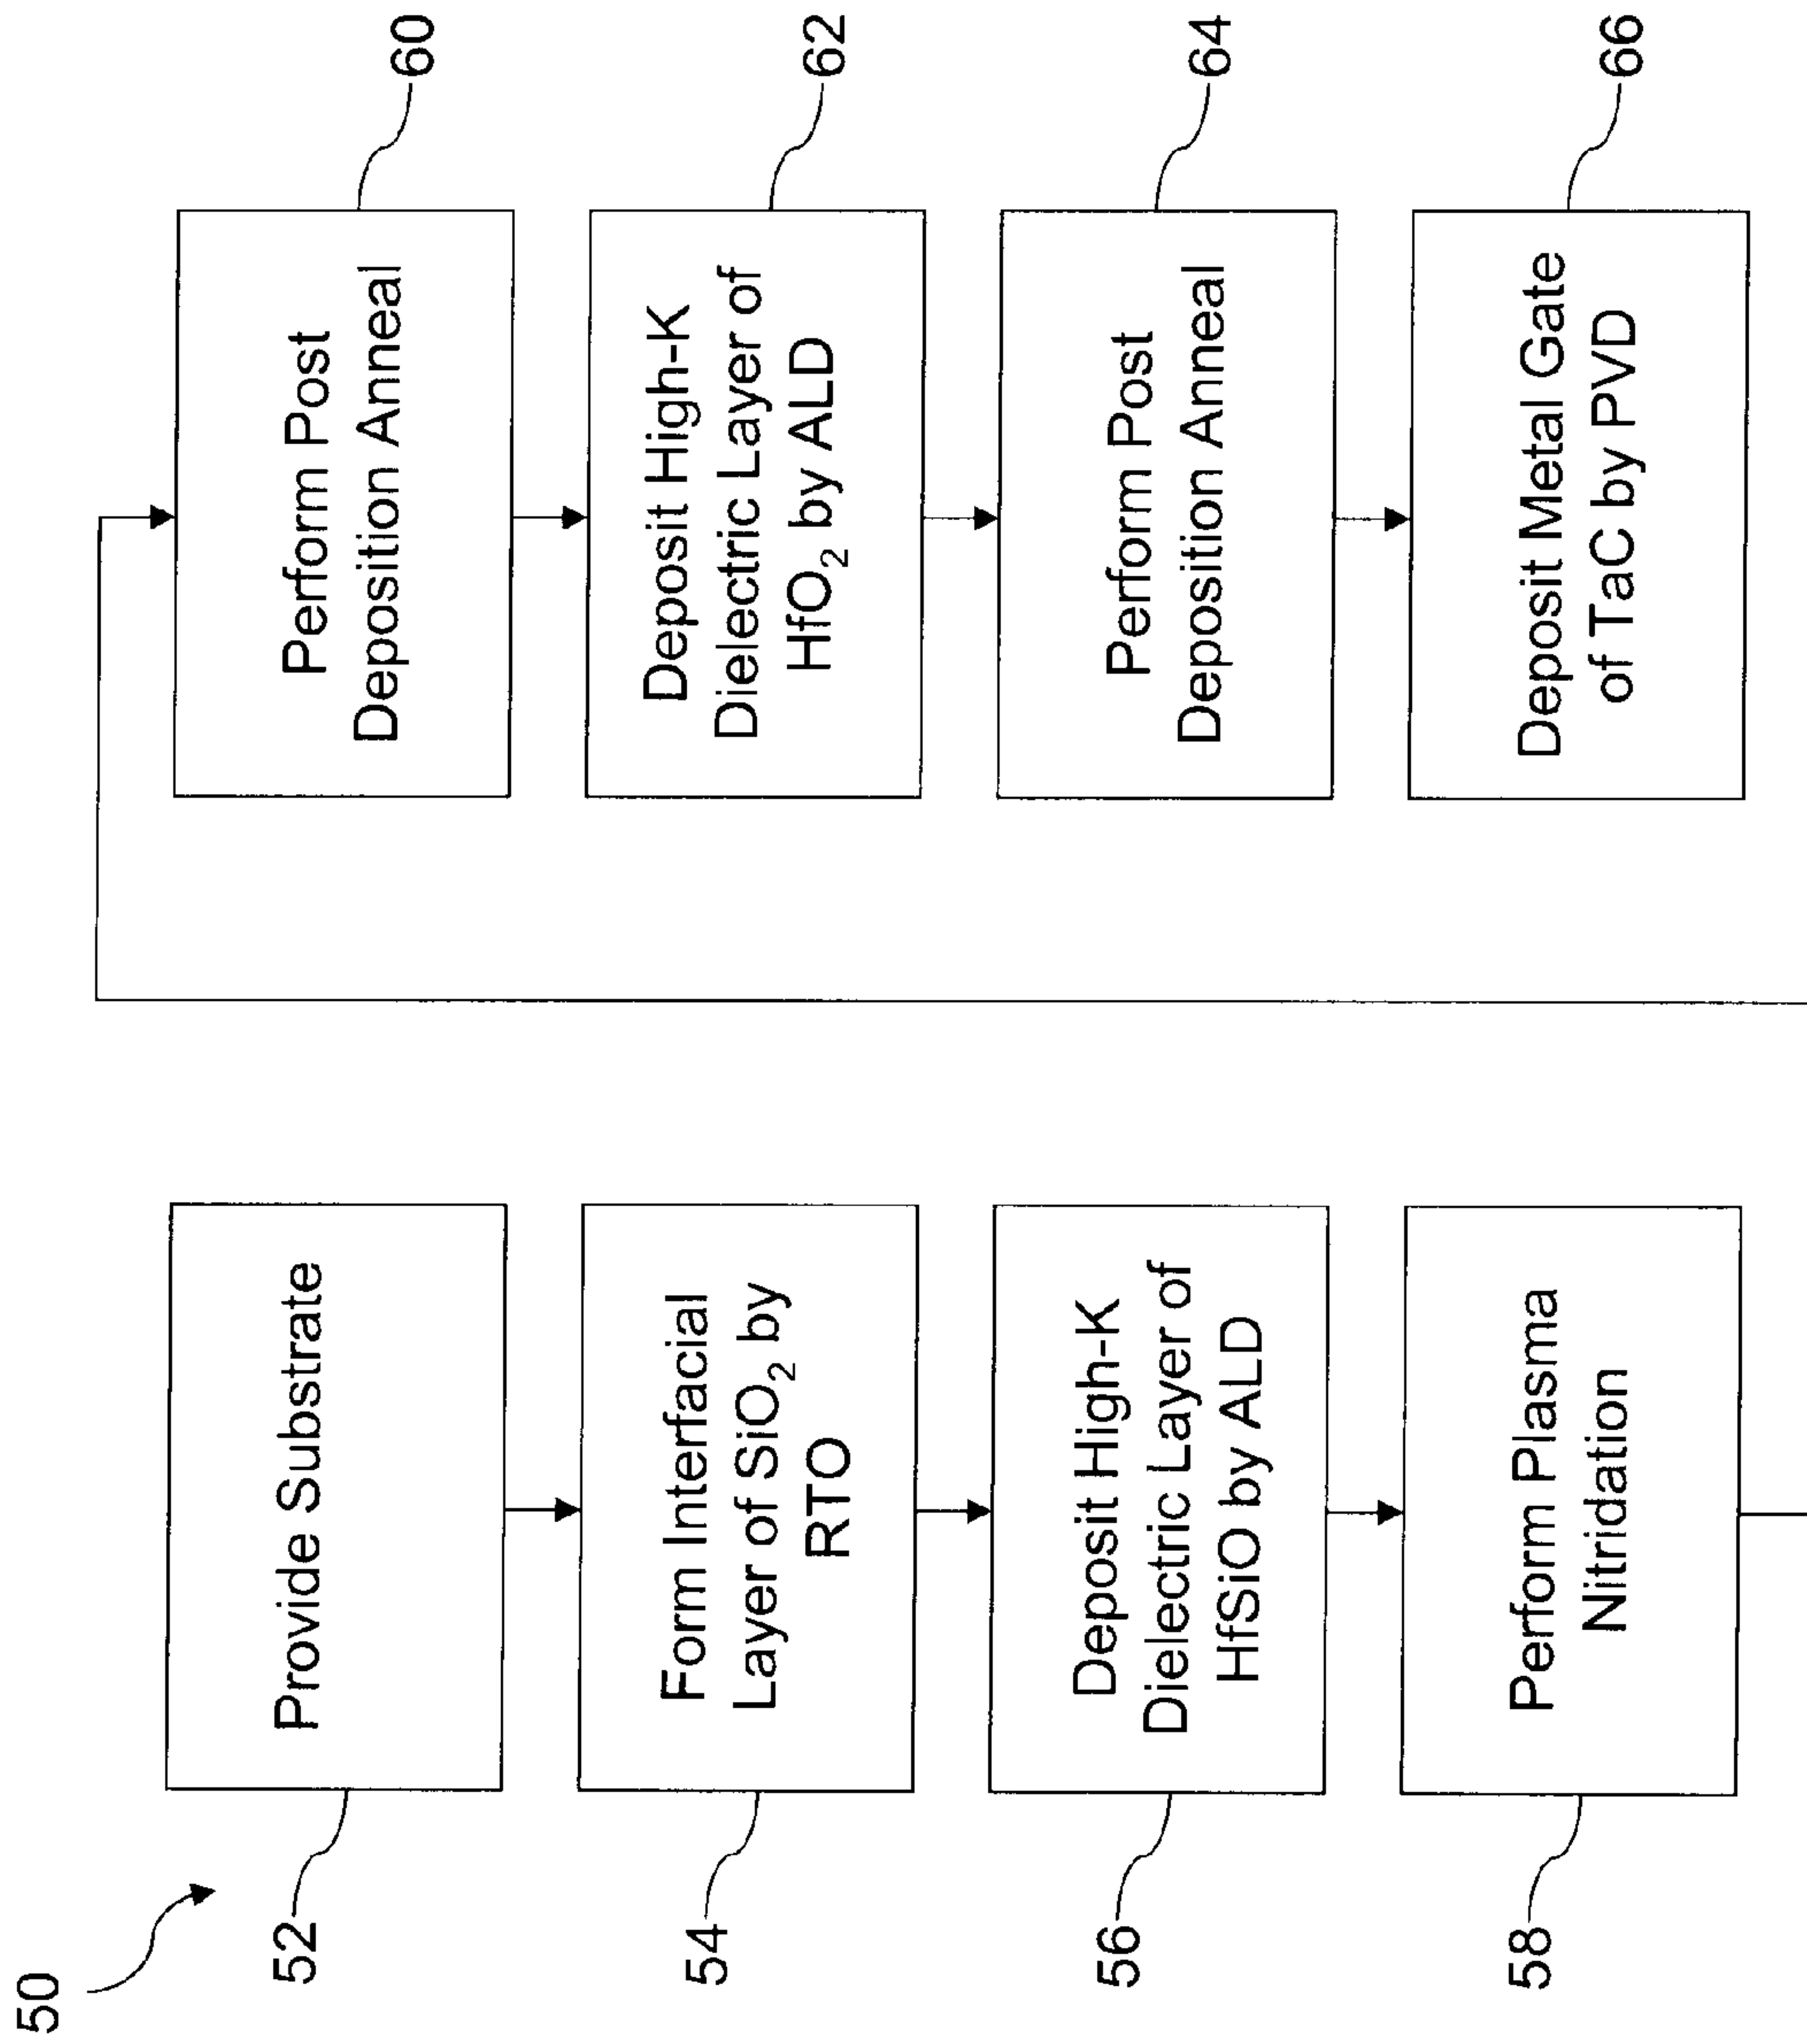 50
52
Provide Substrate
54
Form Interfacial
Layer of SiO₂ by
RTO
56
Deposit High-K
Dielectric Layer of
HfSiO by ALD
58
Perform Plasma
Nitridation
60
Perform Post
Deposition Anneal
62
Deposit High-K
Dielectric Layer of
HfO₂ by ALD
64
Perform Post
Deposition Anneal
66
Deposit Metal Gate
of TaC by PVD